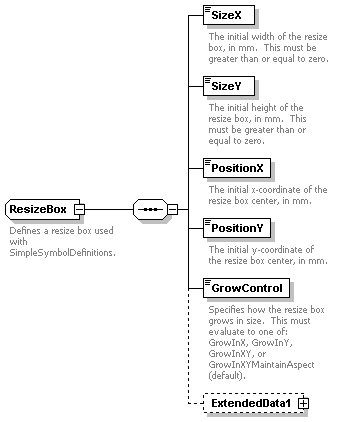 SizeX
The initial width of the resize
box, in mm.  This must be
greater than or equal to zero.
SizeY
The initial height of the
resize box, in mm.  This
must be greater than or
equal to zero.
PositionX
The initial x-coordinate of the
resize box center, in mm.
ResizeBox
Defines a resize box used
with
SimpleSymbolDefinitions.
PositionY
The initial y-coordinate of
the resize box center, in mm.
GrowControl
Specifies how the resize box
grows in size.  This must
evaluate to one of:
GrowInX, GrowInY,
GrowInXY, or
GrowInXYMaintainAspect
(default).
ExtendedData1